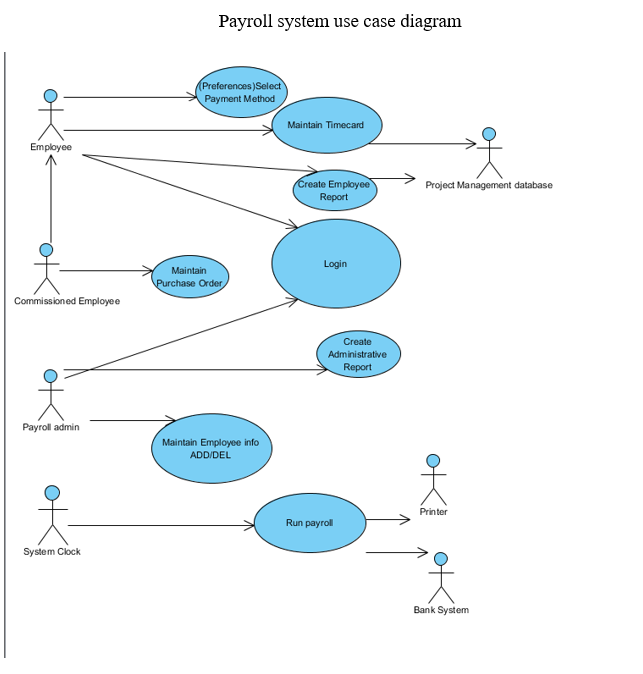 Payroll system use case diagram
(Preferences)Select
Payment Method
Maintain Timecard
Employee
Project Management database
Create Employee
Report
Login
Maintain
Purchase Order
Commissioned Employee
Create
Administrative
Report
Payroll admin
Maintain Employee info
ADD/DEL
Printer
Run payroll
System Clock
Bank System